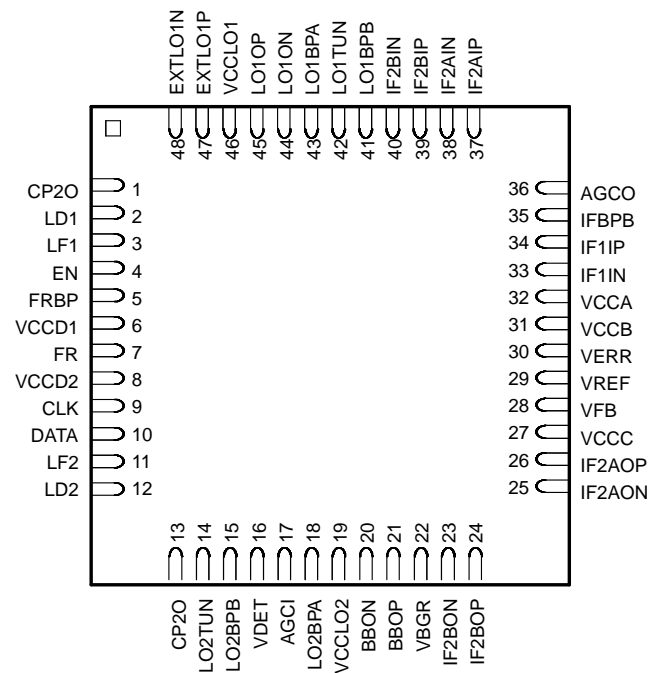 EXTLO1N
EXTLO1P
VCCLO1
LO1OP
LO1ON
LO1BPA
LO1TUN
LO1BPB
IF2BIN
IF2BIP
IF2AIN
IF2AIP
48
47
46
45
44
43
42
41
40
39
38
37
CP2O 1
LD1 2
LF1 3
EN 4
FRBP 5
VCCD1 6
FR 7
VCCD2 8
CLK 9
DATA 10
LF2 11
LD2 12
36 AGCO
35 IFBPB
34 IF1IP
33 IF1IN
32 VCCA
31 VCCB
30 VERR
29 VREF
28 VFB
27 VCCC
26 IF2AOP
25 IF2AON
13
14
15
16
17
18
19
20
21
22
23
24
CP2O
LO2TUN
LO2BPB
VDET
AGCI
LO2BPA
VCCLO2
BBON
BBOP
VBGR
IF2BON
IF2BOP